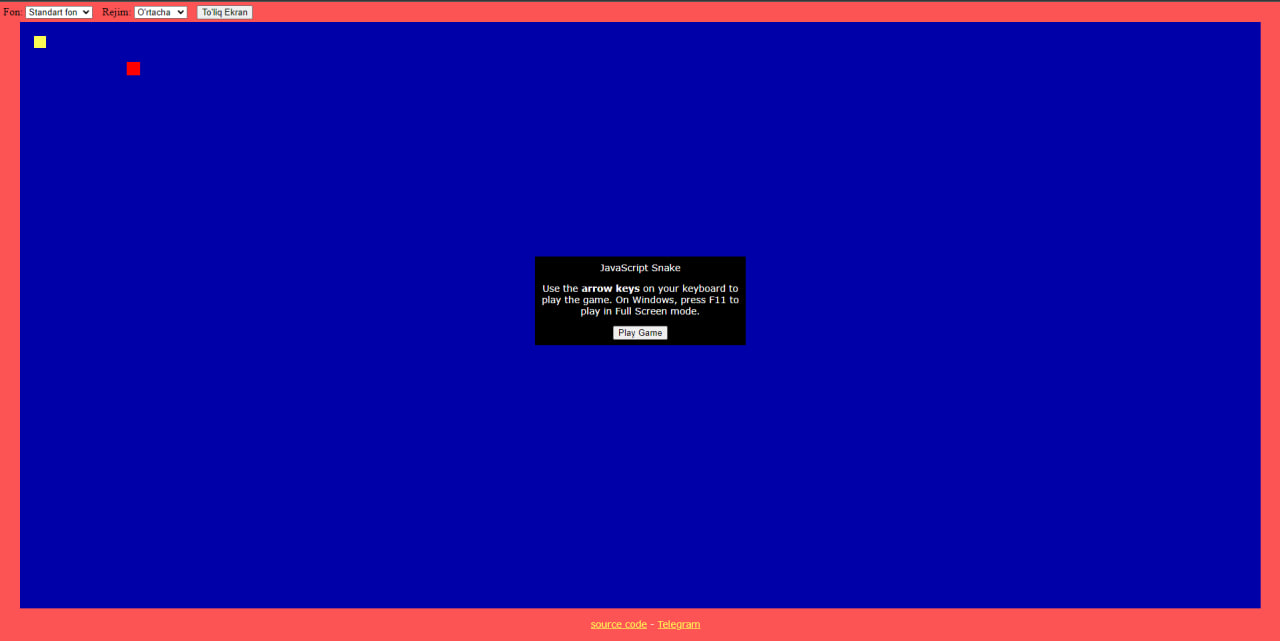 Fon: Standart fon Rejim: O'rtacha To'liq Ekran
JavaScript Snake
Use the arrow keys on your keyboard to
play the game. On Windows, press F11 to
play in Full Screen mode.
Play Game
source code - Telegram